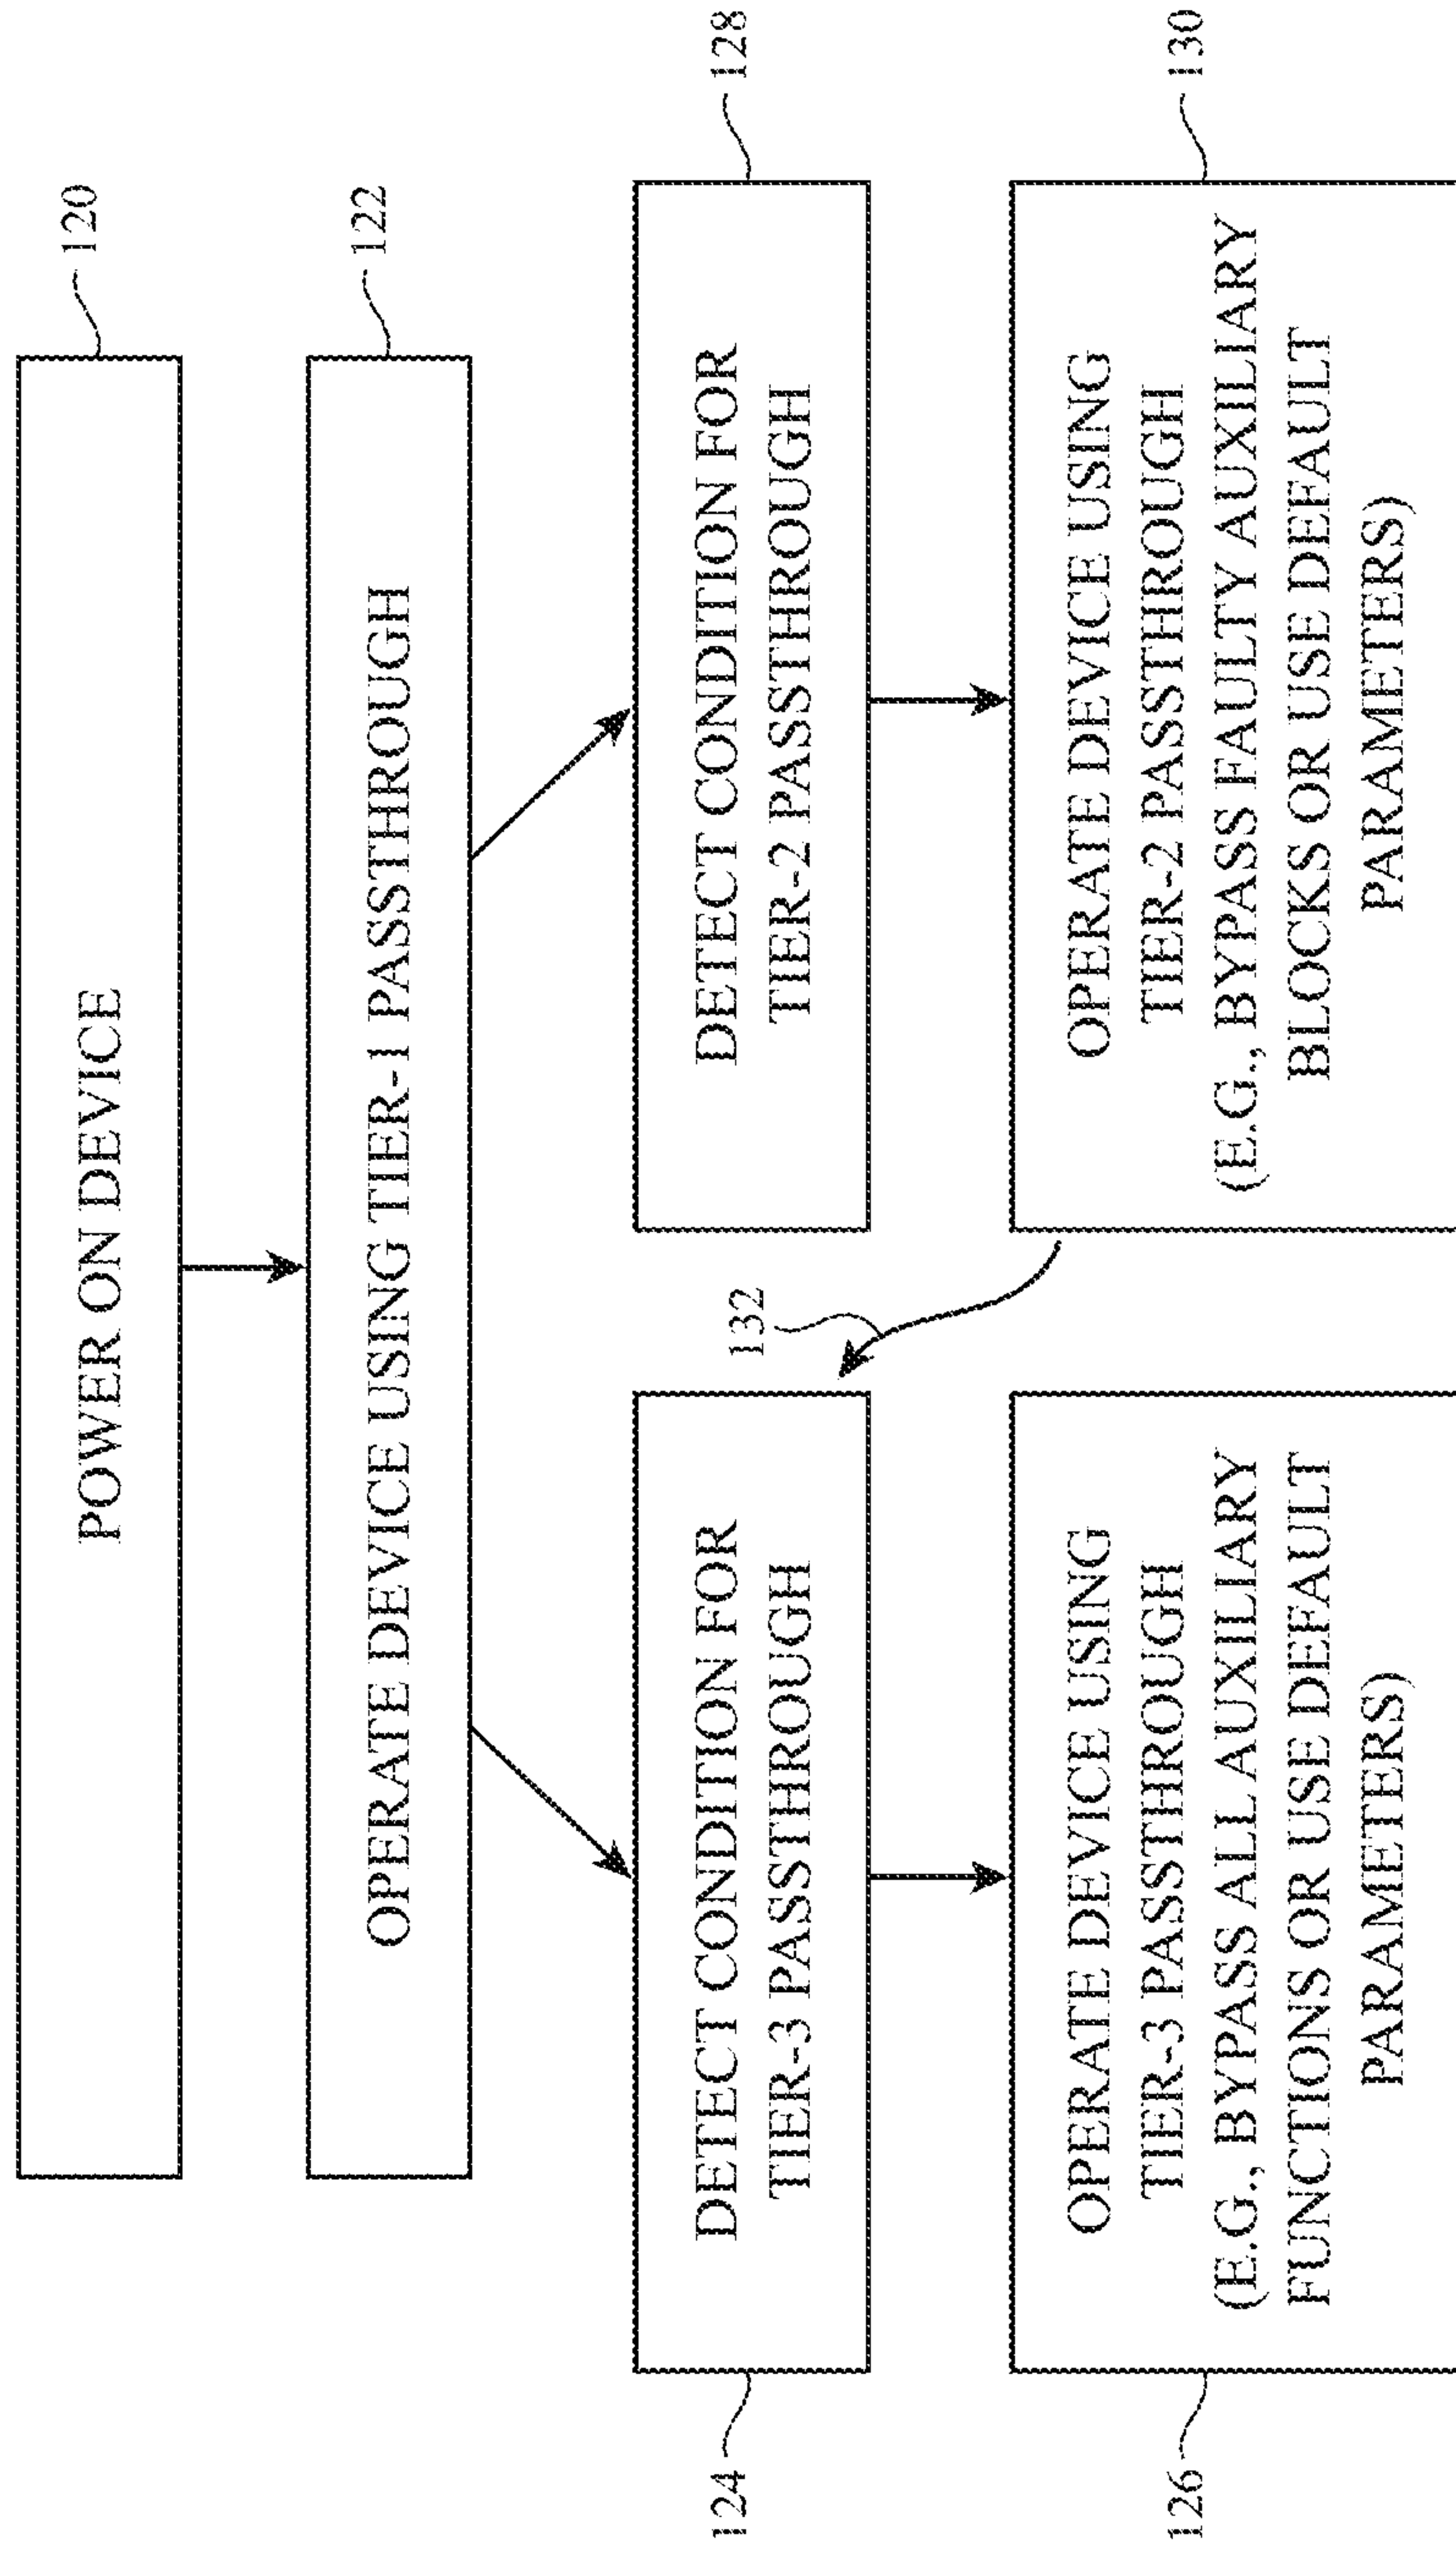 POWER ON DEVICE
120
OPERATE DEVICE USING TIER-1 PASSTHROUGH
122
124
DETECT CONDITION FOR
TIER-3 PASSTHROUGH
132
DETECT CONDITION FOR
TIER-2 PASSTHROUGH
128
126
OPERATE DEVICE USING
TIER-3 PASSTHROUGH
(E.G., BYPASS ALL AUXILIARY
FUNCTIONS OR USE DEFAULT
PARAMETERS)
OPERATE DEVICE USING
TIER-2 PASSTHROUGH
(E.G., BYPASS FAULTY AUXILIARY
BLOCKS OR USE DEFAULT
PARAMETERS)
130